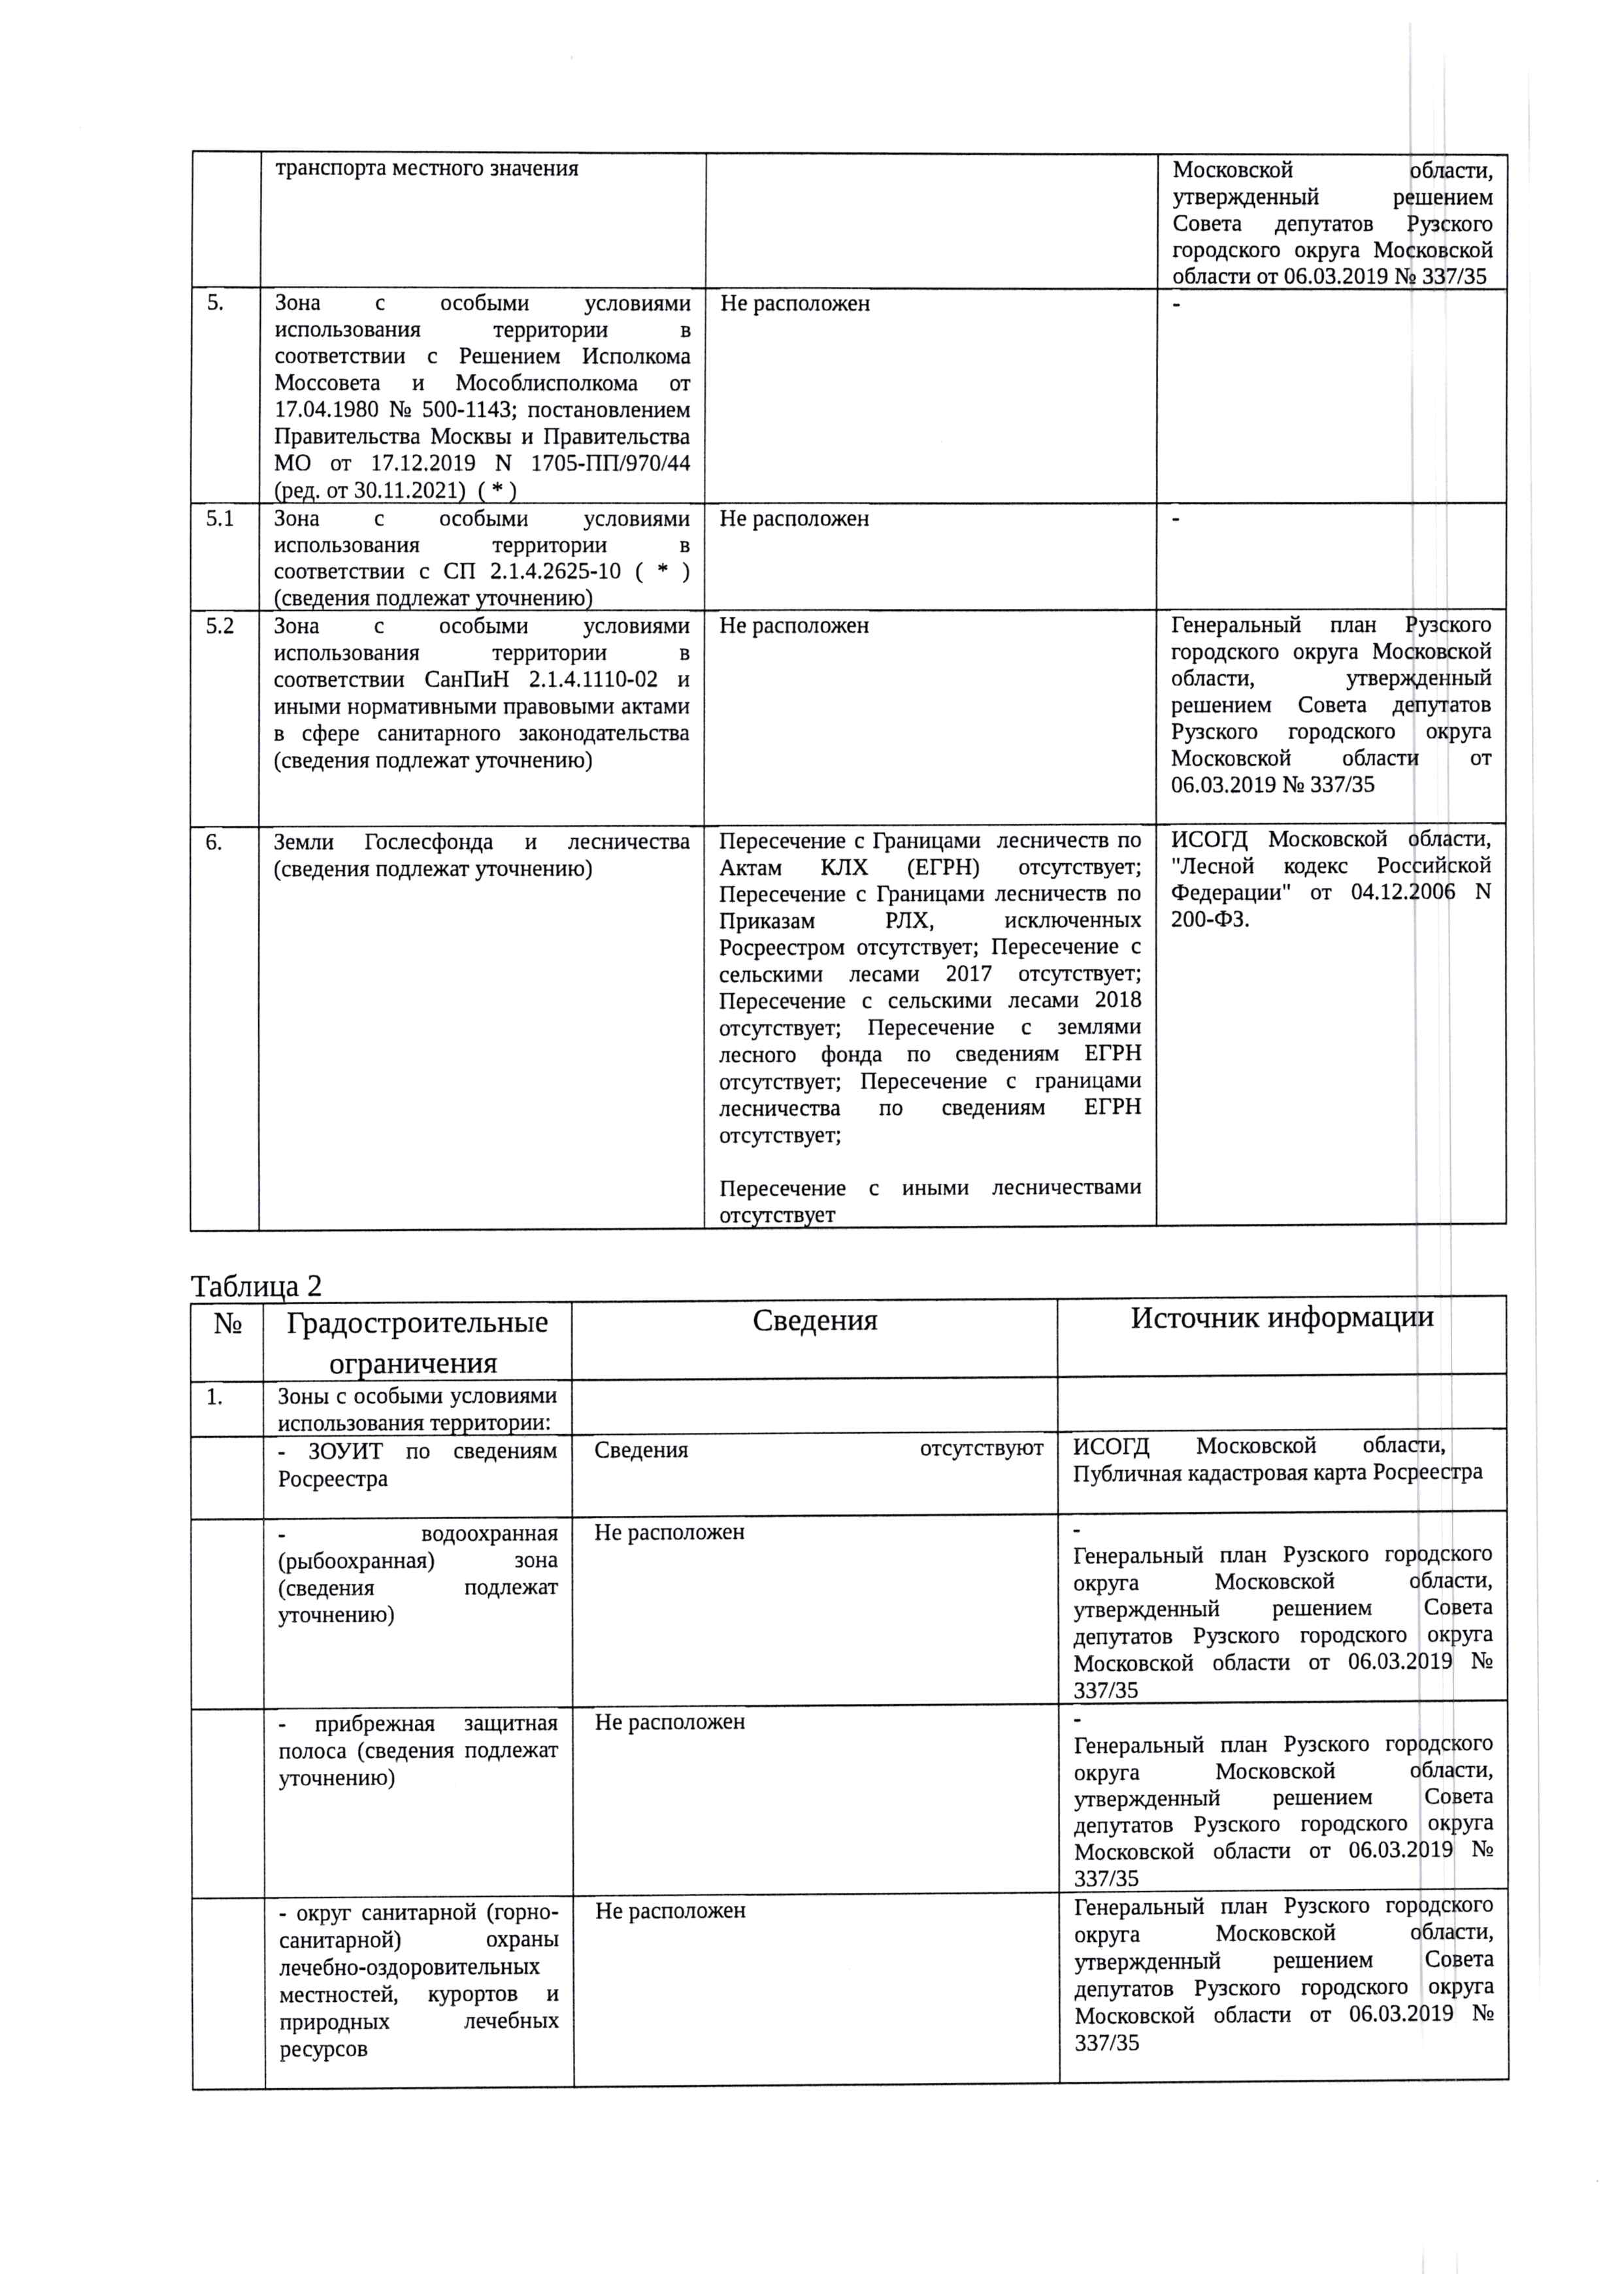 транспорта местного значения
Московской области,
утвержденный решением
Совета депутатов Рузского
городского округа Московской
области от 06.03.2019 № 337/35
5.
Зона с особыми условиями
использования территории в
соответствии с Решением Исполкома
Моссовета и Мособлисполкома от
17.04.1980 № 500-1143; постановлением
Правительства Москвы и Правительства
МО от 17.12.2019 N 1705-ПП/970/44
(ред. от 30.11.2021) ( * )
Не расположен
-
5.1
Зона с особыми условиями
использования территории в
соответствии с СП 2.1.4.2625-10 ( * )
(сведения подлежат уточнению)
Не расположен
-
5.2
Зона с особыми условиями
использования территории в
соответствии СанПиН 2.1.4.1110-02 и
иными нормативными правовыми актами
в сфере санитарного законодательства
(сведения подлежат уточнению)
Не расположен
Генеральный план Рузского
городского округа Московской
области, утвержденный
решением Совета депутатов
Рузского городского округа
Московской области от
06.03.2019 № 337/35
6.
Земли Гослесфонда и лесничества
(сведения подлежат уточнению)
Пересечение с Границами лесничеств по
Актам КЛХ (ЕГРН) отсутствует;
Пересечение с Границами лесничеств по
Приказам РЛХ, исключенных
Росреестром отсутствует; Пересечение с
сельскими лесами 2017 отсутствует;
Пересечение с сельскими лесами 2018
отсутствует; Пересечение с землями
лесного фонда по сведениям ЕГРН
отсутствует; Пересечение с границами
лесничества по сведениям ЕГРН
отсутствует;
Пересечение с иными лесничествами
отсутствует
ИСОГД Московской области,
"Лесной кодекс Российской
Федерации" от 04.12.2006 N
200-ФЗ.
Таблица 2
№
Градостроительные
ограничения
Сведения
Источник информации
1.
Зоны с особыми условиями
использования территории:
- ЗОУИТ по сведениям
Росреестра
Сведения отсутствуют
ИСОГД Московской области,
Публичная кадастровая карта Росреестра
- водоохранная
(рыбоохранная) зона
(сведения подлежат
уточнению)
Не расположен
-
Генеральный план Рузского городского
округа Московской области,
утвержденный решением Совета
депутатов Рузского городского округа
Московской области от 06.03.2019 №
337/35
- прибрежная защитная
полоса (сведения подлежат
уточнению)
Не расположен
-
Генеральный план Рузского городского
округа Московской области,
утвержденный решением Совета
депутатов Рузского городского округа
Московской области от 06.03.2019 №
337/35
- округ санитарной (горно-
санитарной) охраны
лечебно-оздоровительных
местностей, курортов и
природных лечебных
ресурсов
Не расположен
Генеральный план Рузского городского
округа Московской области,
утвержденный решением Совета
депутатов Рузского городского округа
Московской области от 06.03.2019 №
337/35